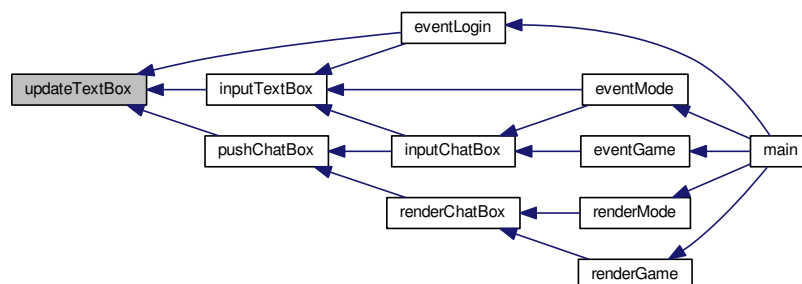 eventLogin
updateTextBox
inputTextBox
eventMode
pushChatBox
inputChatBox
eventGame
main
renderChatBox
renderMode
renderGame